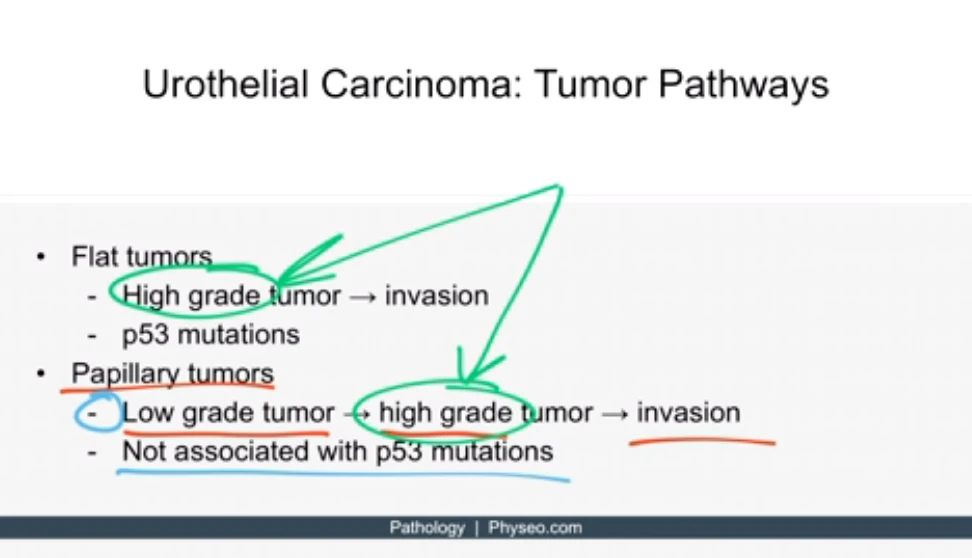 Urothelial Carcinoma: Tumor Pathways
• Flat tumors
- High grade tumor → invasion
- p53 mutations
• Papillary tumors
- Low grade tumor → high grade tumor → invasion
- Not associated with p53 mutations
Pathology | Physeo.com